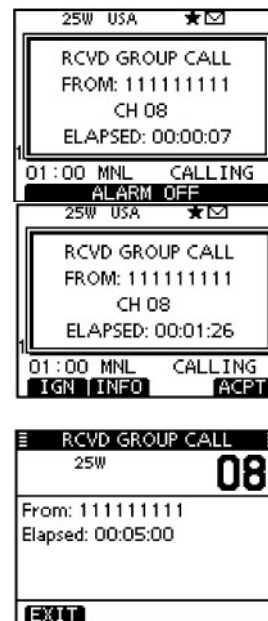 25W USA ★✉
RCVD GROUP CALL
FROM: 111111111
CH 08
ELAPSED: 00:00:07
01:00 MNL CALLING
ALARM OFF
25W USA ★✉
RCVD GROUP CALL
FROM: 111111111
CH 08
ELAPSED: 00:01:26
01:00 MNL CALLING
IGN INFO ACPT
RCVD GROUP CALL
25W 08
From: 111111111
Elapsed: 00:05:00
EXIT